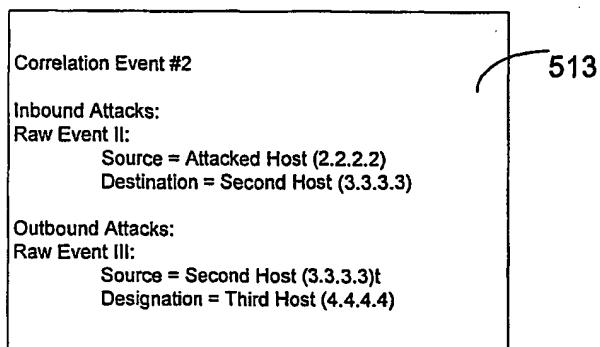 Correlation Event #2
513
Inbound Attacks:
Raw Event II:
Source = Attacked Host (2.2.2.2)
Destination = Second Host (3.3.3.3)
Outbound Attacks:
Raw Event III:
Source = Second Host (3.3.3.3)t
Designation = Third Host (4.4.4.4)